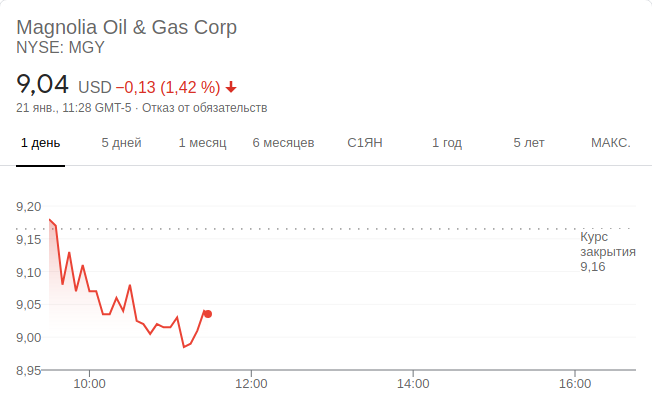 Magnolia Oil & Gas Corp
NYSE: MGY
9,04 USD −0,13 (1,42 %)
21 янв., 11:28 GMT-5 · Отказ от обязательств
1 день 5 дней 1 месяц 6 месяцев С1ЯН 1 год 5 лет МАКС.
9,20
Курс
9,15
закрытия
9,16
9,10
9,05
9,00
8,95
10:00 12:00 14:00 16:00